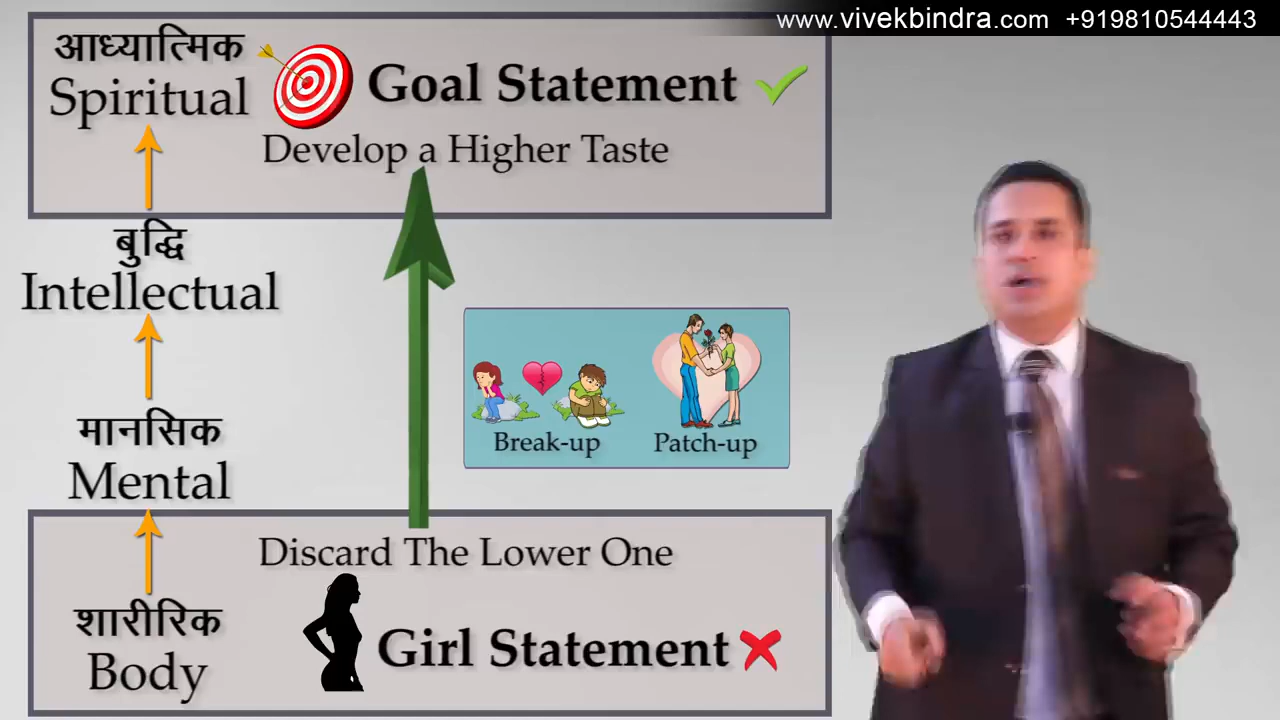 www.vivekbindra.com +919810544443
आध्यात्मिक
Spiritual
Goal Statement
Develop a Higher Taste
बुद्धि
Intellectual
मानसिक
Mental
Break-up
Patch-up
Discard The Lower One
शारीरिक
Body
Girl Statement